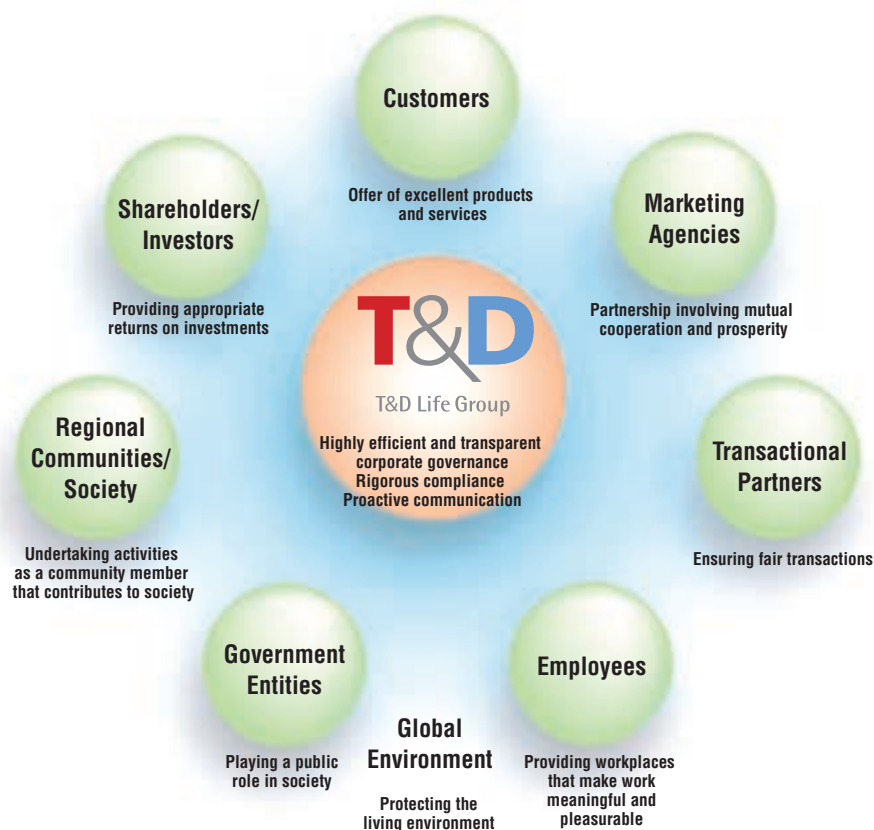 Customers
Offer of excellent products
and services
Shareholders/
Investors
Providing appropriate
returns on investments
Marketing
Agencies
Partnership involving mutual
cooperation and prosperity
T&D
T&D Life Group
Highly efficient and transparent
corporate governance
Rigorous compliance
Proactive communication
Regional
Communities/
Society
Undertaking activities
as a community member
that contributes to society
Transactional
Partners
Ensuring fair transactions
Government
Entities
Playing a public
role in society
Global
Environment
Protecting the
living environment
Employees
Providing workplaces
that make work
meaningful and
pleasurable